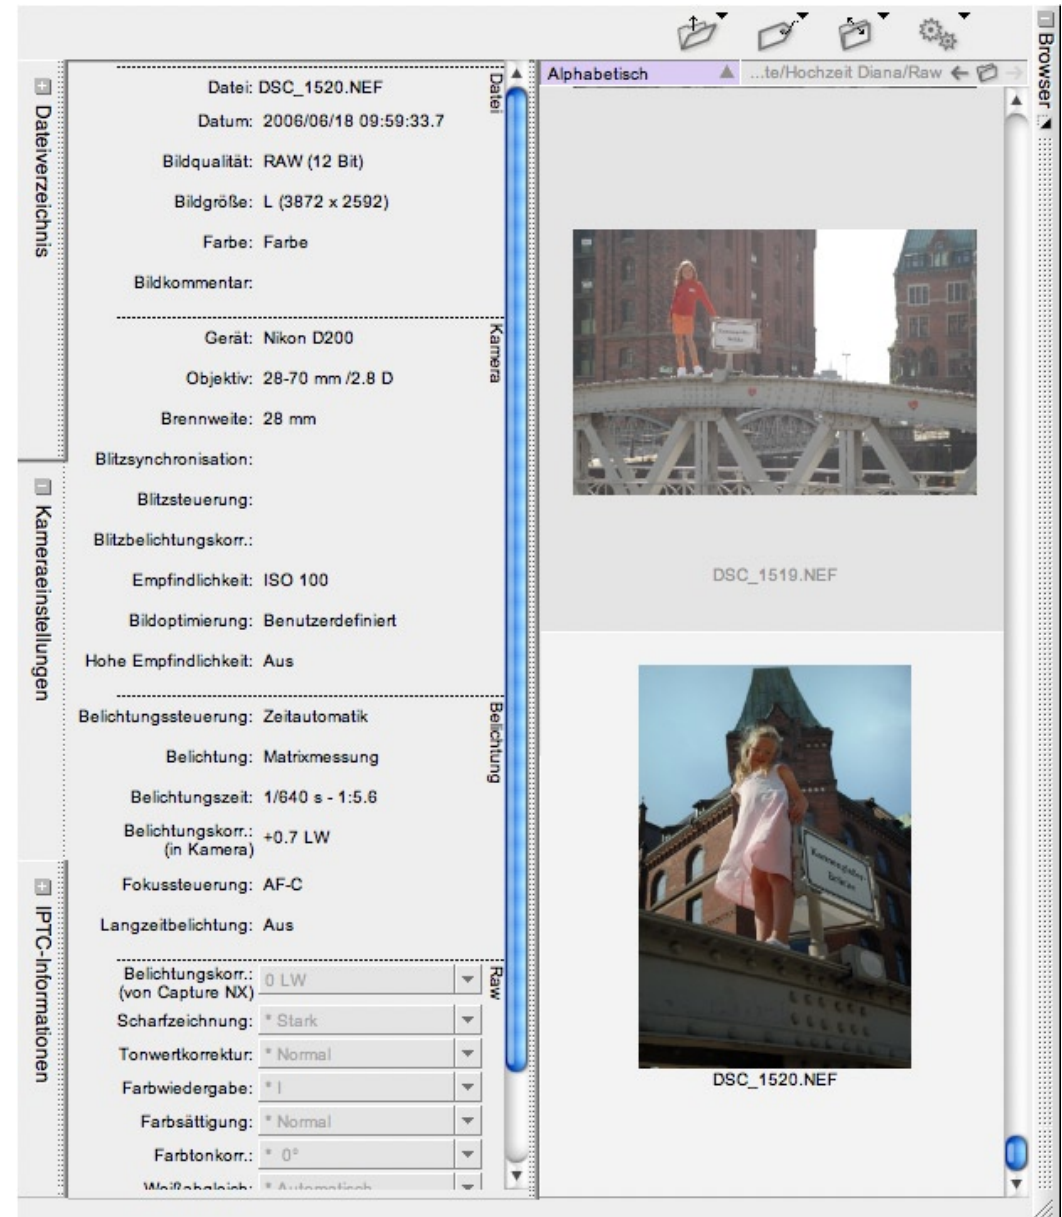 Browser
Dateiverzeichnis
Kameraeinstellungen
IPTC-Informationen
Datei
Datei: DSC_1520.NEF
Datum: 2006/06/18 09:59:33.7
Bildqualität: RAW (12 Bit)
Bildgröße: L (3872 x 2592)
Farbe: Farbe
Bildkommentar:
Kamera
Gerät: Nikon D200
Objektiv: 28-70 mm /2.8 D
Brennweite: 28 mm
Blitzsynchronisation:
Blitzsteuerung:
Blitzbelichtungskorr.:
Empfindlichkeit: ISO 100
Bildoptimierung: Benutzerdefiniert
Hohe Empfindlichkeit: Aus
Belichtung
Belichtungssteuerung: Zeitautomatik
Belichtung: Matrixmessung
Belichtungszeit: 1/640 s - 1:5.6
Belichtungskorr.: +0.7 LW
(in Kamera)
Fokussteuerung: AF-C
Langzeitbelichtung: Aus
Raw
Belichtungskorr.: 0 LW
(von Capture NX)
Scharfzeichnung: * Stark
Tonwertkorrektur: * Normal
Farbwiedergabe: * I
Farbsättigung: * Normal
Farbtonkorr.: * 0°
Weißabgleich: * Automatisch
Alphabetisch
...te/Hochzeit Diana/Raw
DSC_1519.NEF
Brücke
DSC_1520.NEF